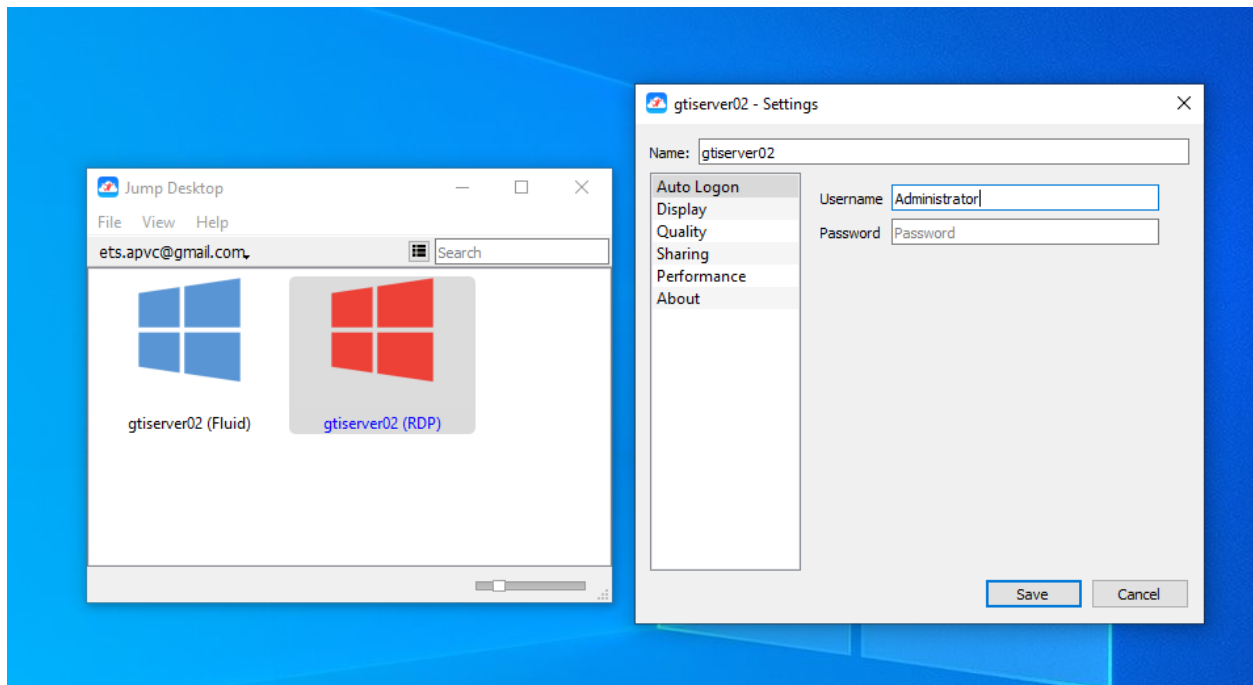 Jump Desktop
File View Help
ets.apvc@gmail.com
Search
gtiserver02 (Fluid)
gtiserver02 (RDP)
gtiserver02 - Settings
Name: gtiserver02
Auto Logon
Display
Quality
Sharing
Performance
About
Username Administrator
Password Password
Save Cancel